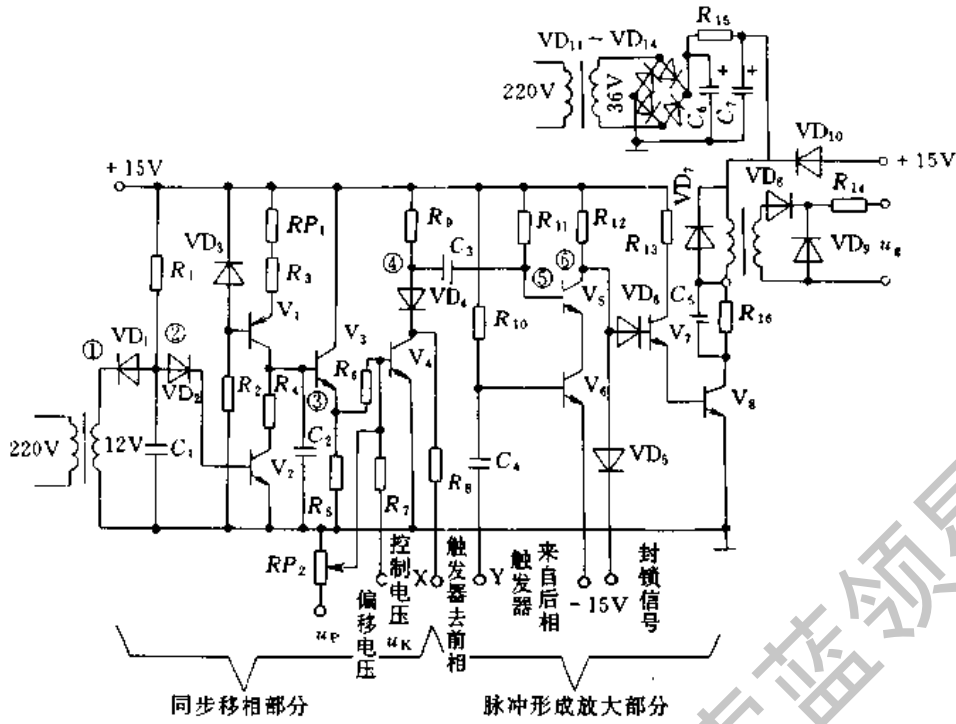 VD₁₁~VD₁₄
R₁₅
220V
36V
C₆
C₇
VD₁₀
+15V
+15V
RP₁
R₉
R₁₁
R₁₂
R₁₃
VD₇
VD₈
R₁₄
VD₉
u_g
R₁
VD₃
R₃
④
C₃
⑤
⑥
V₅
V₁
VD₄
R₁₀
VD₆
V₇
C₅
R₁₆
①
VD₁
②
VD₂
V₃
R₆
V₄
R₂
R₄
③
V₆
V₈
220V
12V
C₁
V₂
C₂
R₅
R₇
R₈
C₄
VD₅
RP₂
u_P
偏移电压
控制电压
u_K
X
触发器去前相
Y
触发器
来自后相
-15V
封锁信号
同步移相部分
脉冲形成放大部分